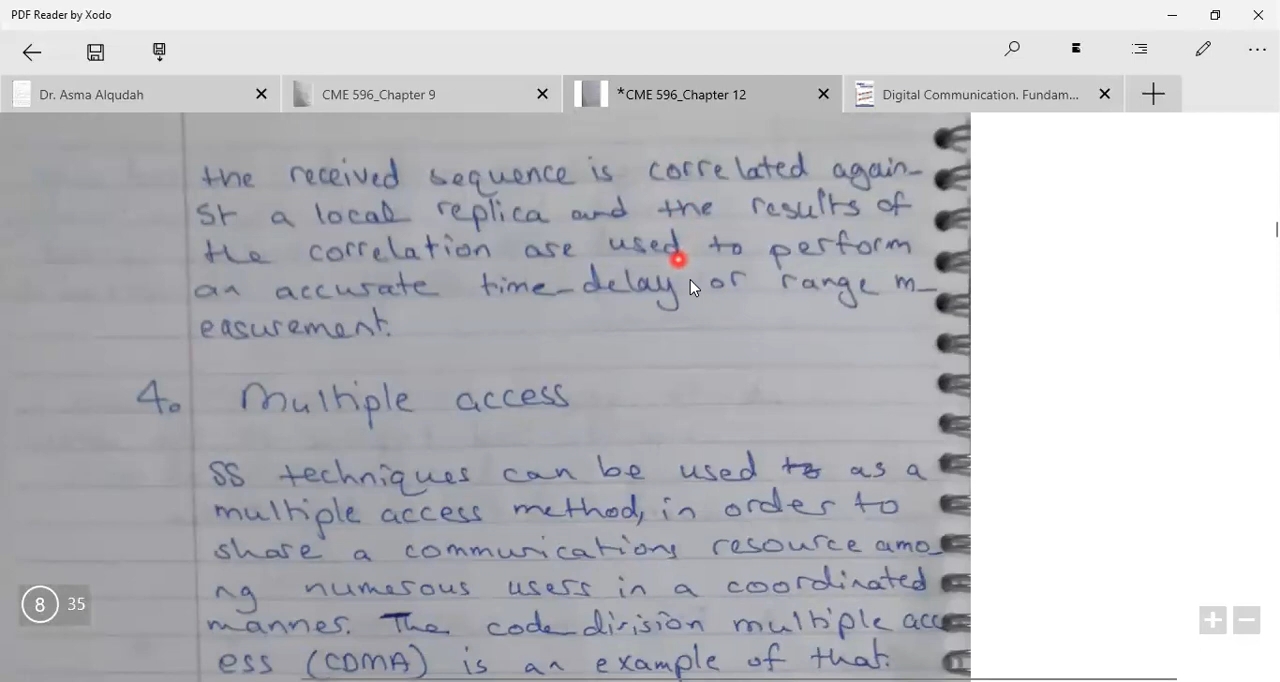 PDF Reader by Xodo
Dr. Asma Alqudah
CME 596_Chapter 9
*CME 596_Chapter 12
Digital Communication. Fundam...
the received sequence is correlated again-
st a local replica and the results of
the correlation are used to perform
an accurate time-delay or range m-
easurement.
4. Multiple access
SS techniques can be used as a
multiple access method, in order to
share a communications resource amo-
ng numerous users in a coordinated
manner. The code-division multiple acc
ess (CDMA) is an example of that.
8 35